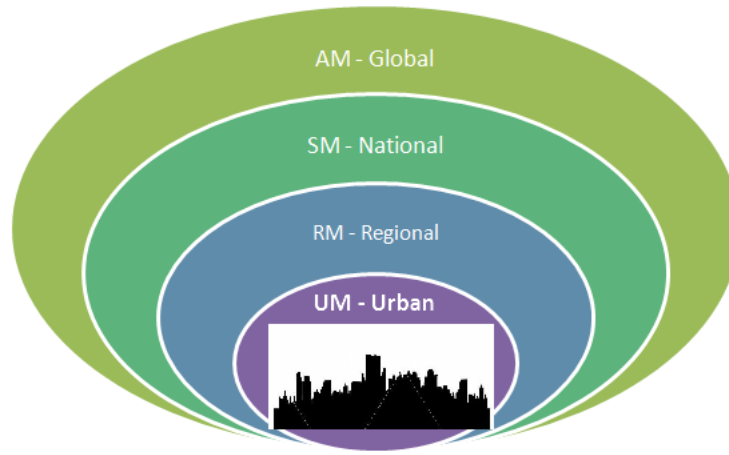 AM - Global
SM - National
RM - Regional
UM - Urban